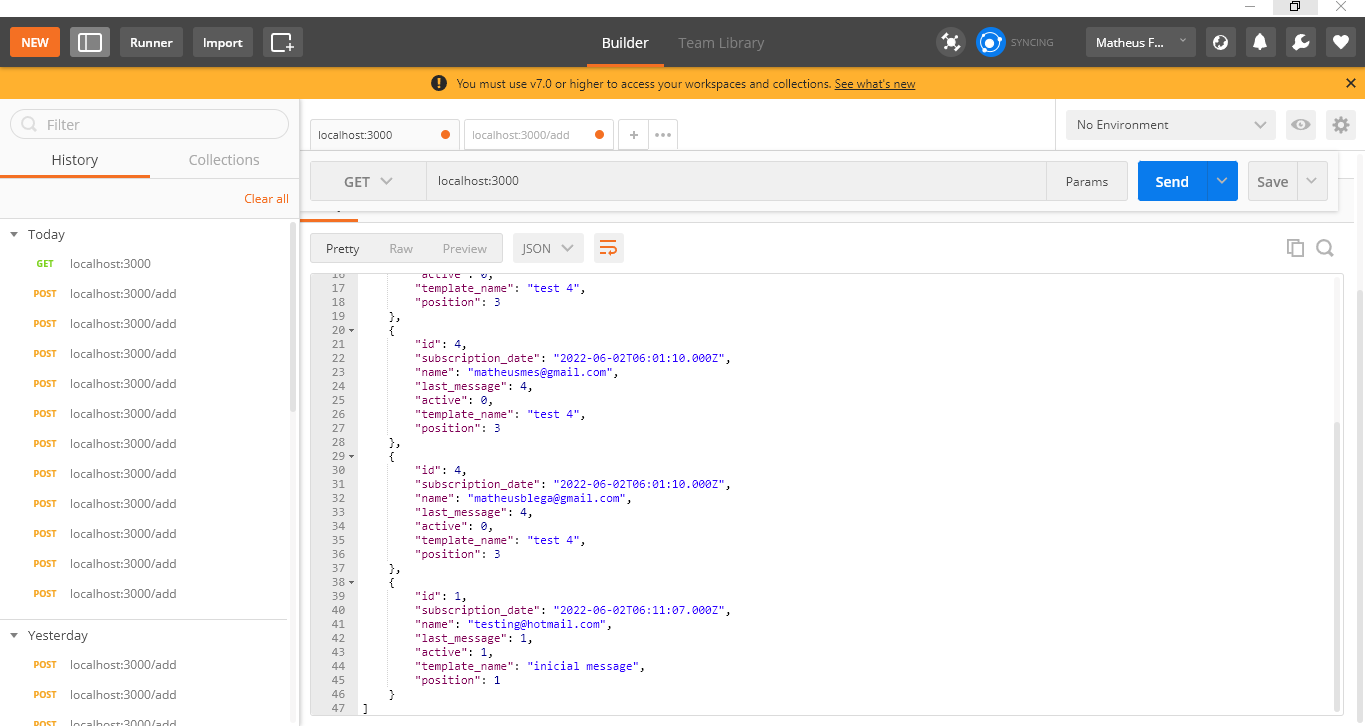 NEW
Runner
Import
Builder
Team Library
SYNCING
Matheus F...
You must use v7.0 or higher to access your workspaces and collections. See what's new
Filter
History
Collections
Clear all
Today
GET localhost:3000
POST localhost:3000/add
POST localhost:3000/add
POST localhost:3000/add
POST localhost:3000/add
POST localhost:3000/add
POST localhost:3000/add
POST localhost:3000/add
POST localhost:3000/add
POST localhost:3000/add
POST localhost:3000/add
POST localhost:3000/add
Yesterday
POST localhost:3000/add
POST localhost:3000/add
POST localhost:3000/add
localhost:3000
localhost:3000/add
+
No Environment
GET
localhost:3000
Params
Send
Save
Pretty
Raw
Preview
JSON
16 "active": 0,
17 "template_name": "test 4",
18 "position": 3
19 },
20 {
21 "id": 4,
22 "subscription_date": "2022-06-02T06:01:10.000Z",
23 "name": "matheusmes@gmail.com",
24 "last_message": 4,
25 "active": 0,
26 "template_name": "test 4",
27 "position": 3
28 },
29 {
30 "id": 4,
31 "subscription_date": "2022-06-02T06:01:10.000Z",
32 "name": "matheusblega@gmail.com",
33 "last_message": 4,
34 "active": 0,
35 "template_name": "test 4",
36 "position": 3
37 },
38 {
39 "id": 1,
40 "subscription_date": "2022-06-02T06:11:07.000Z",
41 "name": "testing@hotmail.com",
42 "last_message": 1,
43 "active": 1,
44 "template_name": "inicial message",
45 "position": 1
46 }
47 ]